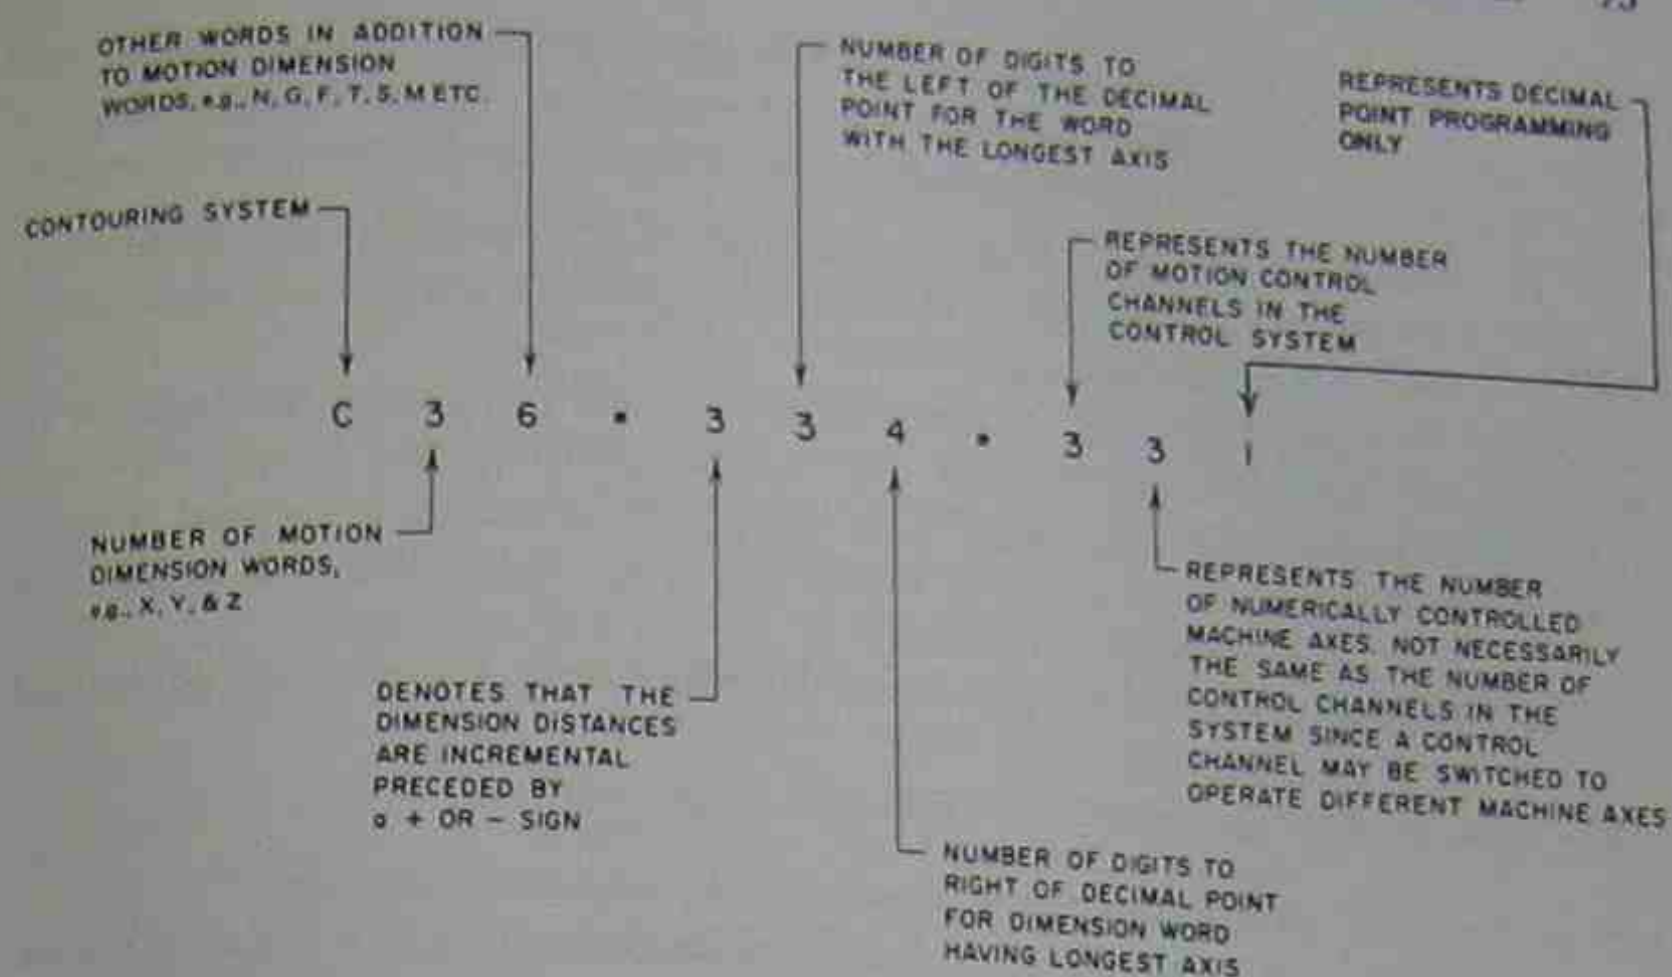 OTHER WORDS IN ADDITION
TO MOTION DIMENSION
WORDS, e.g., N, G, F, T, S, M ETC.
NUMBER OF DIGITS TO
THE LEFT OF THE DECIMAL
POINT FOR THE WORD
WITH THE LONGEST AXIS
REPRESENTS DECIMAL
POINT PROGRAMMING
ONLY
CONTOURING SYSTEM
REPRESENTS THE NUMBER
OF MOTION CONTROL
CHANNELS IN THE
CONTROL SYSTEM
C 3 6 • 3 3 4 • 3 3 1
NUMBER OF MOTION
DIMENSION WORDS,
e.g., X, Y, & Z
DENOTES THAT THE
DIMENSION DISTANCES
ARE INCREMENTAL
PRECEDED BY
a + OR − SIGN
REPRESENTS THE NUMBER
OF NUMERICALLY CONTROLLED
MACHINE AXES. NOT NECESSARILY
THE SAME AS THE NUMBER OF
CONTROL CHANNELS IN THE
SYSTEM SINCE A CONTROL
CHANNEL MAY BE SWITCHED TO
OPERATE DIFFERENT MACHINE AXES
NUMBER OF DIGITS TO
RIGHT OF DECIMAL POINT
FOR DIMENSION WORD
HAVING LONGEST AXIS